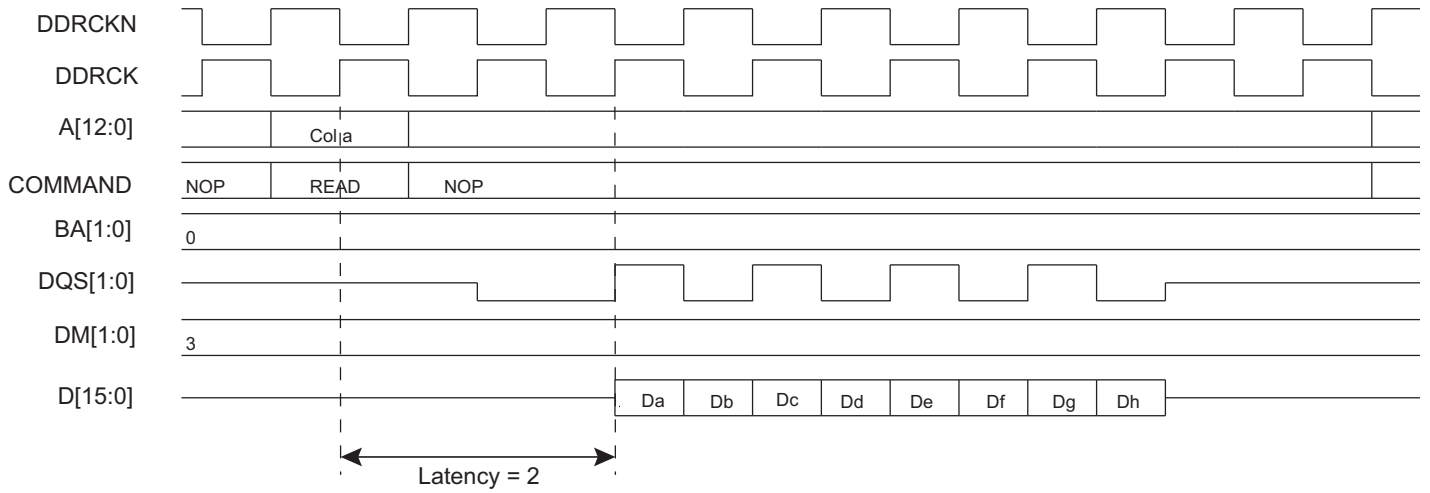 DDRCKN
DDRCK
A[12:0] Col a
COMMAND NOP READ NOP
BA[1:0] 0
DQS[1:0]
DM[1:0] 3
D[15:0] Da Db Dc Dd De Df Dg Dh
Latency = 2